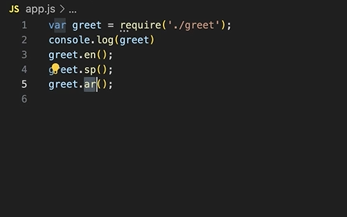 JS app.js > ...
1 var greet = require('./greet');
2 console.log(greet)
3 greet.en();
4 greet.sp();
5 greet.ar();
6